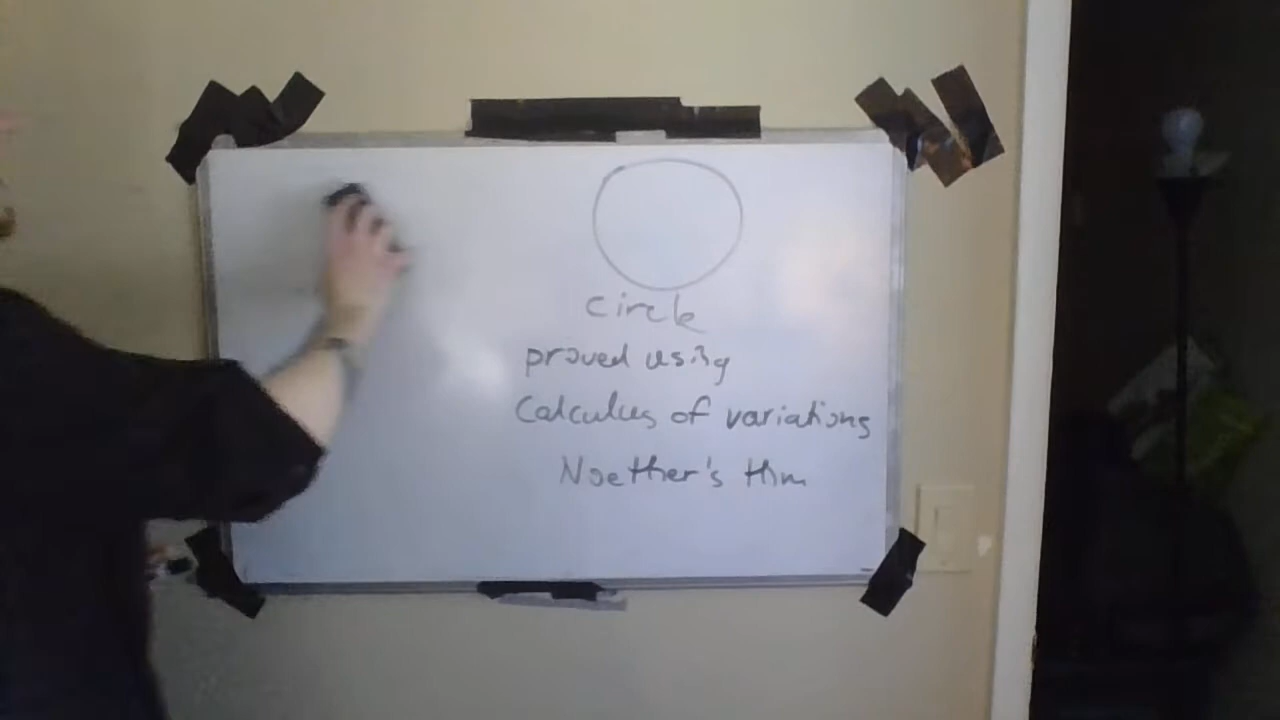 circle
proved using
Calculus of variations
Noether's thm